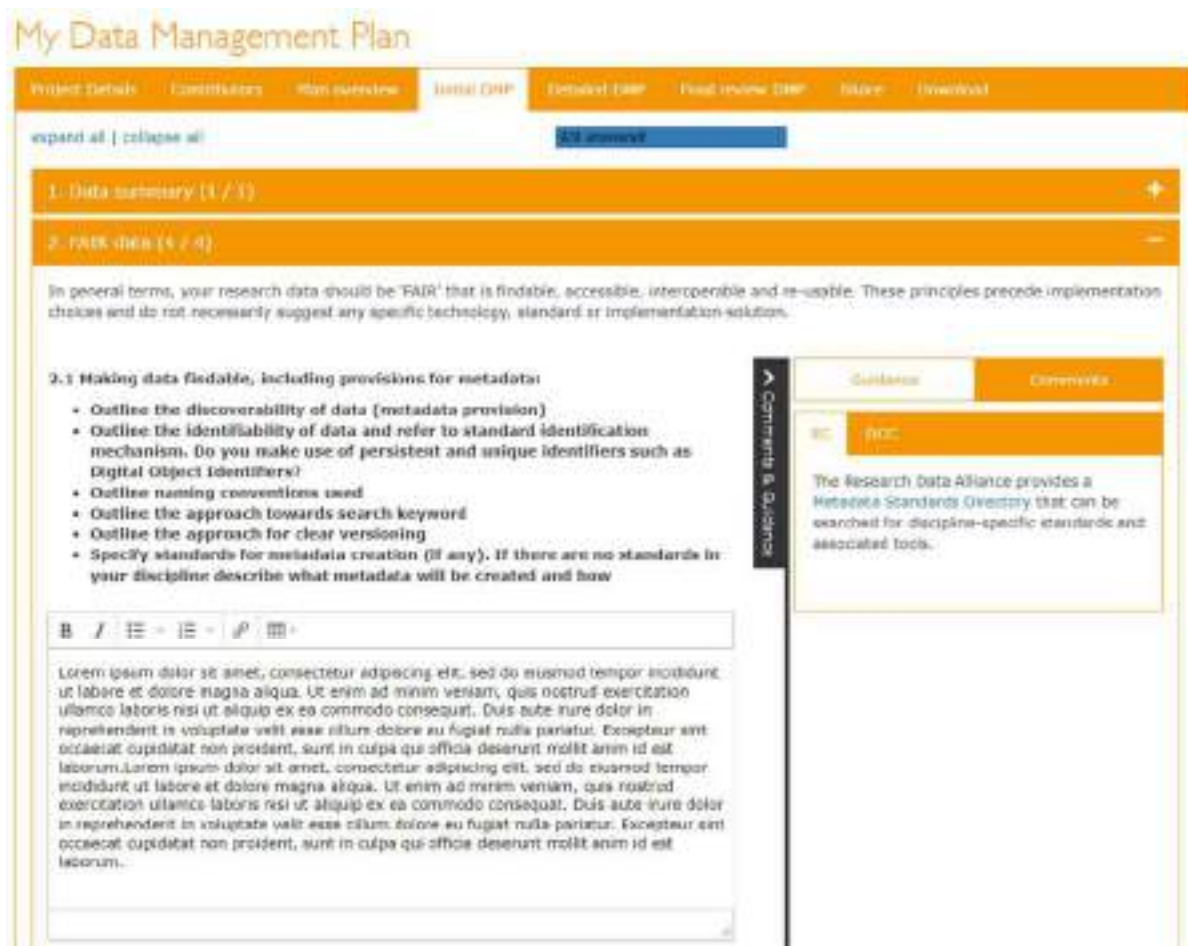 My Data Management Plan
Project Details Contributors Plan overview Initial DMP Detailed DMP Final review DMP Share Download
expand all | collapse all
answered
1. Data summary (1 / 1)
2. FAIR data (4 / 4)
In general terms, your research data should be 'FAIR' that is findable, accessible, interoperable and re-usable. These principles precede implementation
choices and do not necessarily suggest any specific technology, standard or implementation-solution.
2.1 Making data findable, including provisions for metadata:
• Outline the discoverability of data (metadata provision)
• Outline the identifiability of data and refer to standard identification
mechanism. Do you make use of persistent and unique identifiers such as
Digital Object Identifiers?
• Outline naming conventions used
• Outline the approach towards search keyword
• Outline the approach for clear versioning
• Specify standards for metadata creation (if any). If there are no standards in
your discipline describe what metadata will be created and how
Comments & Guidance
Guidance Comments
EC DCC
The Research Data Alliance provides a
Metadata Standards Directory that can be
searched for discipline-specific standards and
associated tools.
B I
Lorem ipsum dolor sit amet, consectetur adipiscing elit, sed do eiusmod tempor incididunt
ut labore et dolore magna aliqua. Ut enim ad minim veniam, quis nostrud exercitation
ullamco laboris nisi ut aliquip ex ea commodo consequat. Duis aute irure dolor in
reprehenderit in voluptate velit esse cillum dolore eu fugiat nulla pariatur. Excepteur sint
occaecat cupidatat non proident, sunt in culpa qui officia deserunt mollit anim id est
laborum.Lorem ipsum dolor sit amet, consectetur adipiscing elit, sed do eiusmod tempor
incididunt ut labore et dolore magna aliqua. Ut enim ad minim veniam, quis nostrud
exercitation ullamco laboris nisi ut aliquip ex ea commodo consequat. Duis aute irure dolor
in reprehenderit in voluptate velit esse cillum dolore eu fugiat nulla pariatur. Excepteur sint
occaecat cupidatat non proident, sunt in culpa qui officia deserunt mollit anim id est
laborum.